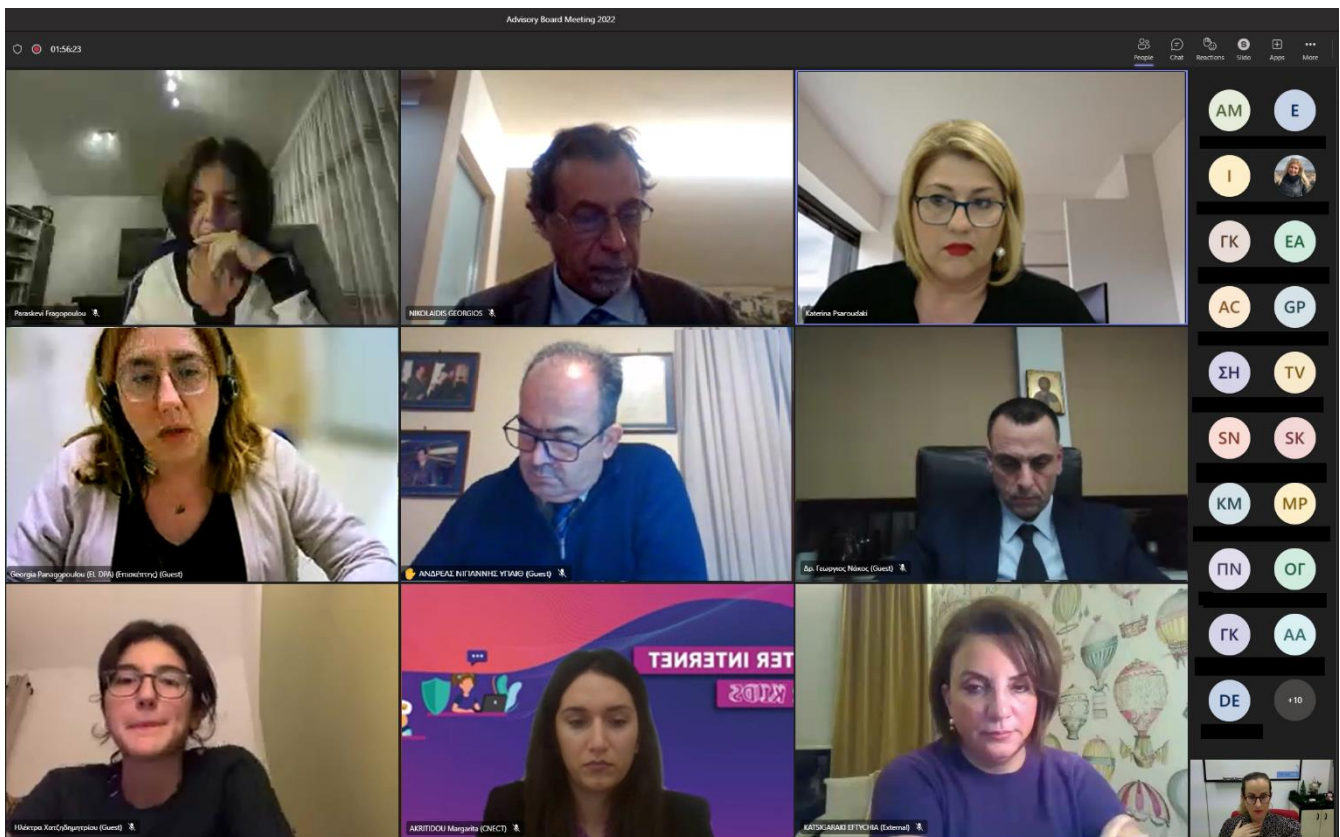 Advisory Board Meeting 2022
01:56:23
People
Chat
Reactions
Slido
Apps
More
Paraskevi Fragopoulou
NIKOLAIDIS GEORGIOS
Katerina Psaroudaki
AM
E
I
ΓΚ
EA
AC
GP
ΣΗ
TV
SN
SK
KM
MP
ΠΝ
ΟΓ
ΓΚ
AA
DE
+10
Georgia Panagopoulou (EL DPA) (Επισκέπτης) (Guest)
ΑΝΔΡΕΑΣ ΝΙΓΙΑΝΝΗΣ ΥΠΑΙΘ (Guest)
Δρ. Γεωργιος Νάκος (Guest)
TER INTERNET
KIDS
Ηλέκτρα Χατζηδημητρίου (Guest)
AKRITIDOU Margarita (CNECT)
KATSIGARAKI EFTYCHIA (External)